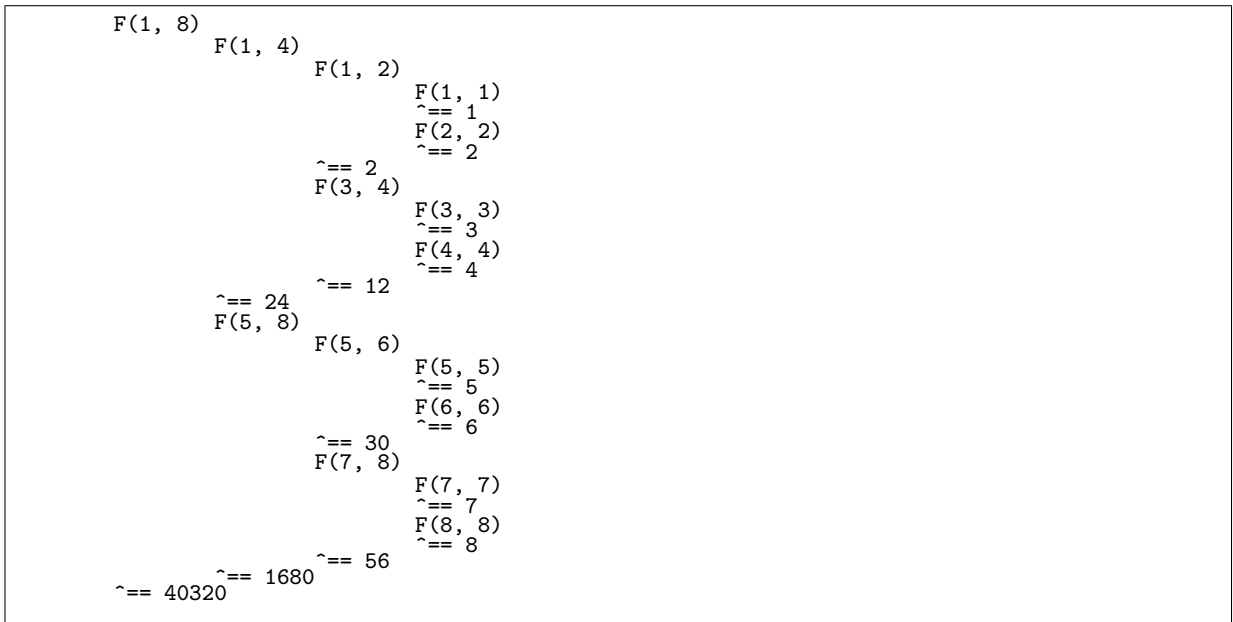 F(1, 8)
F(1, 4)
F(1, 2)
F(1, 1)
^== 1
F(2, 2)
^== 2
^== 2
F(3, 4)
F(3, 3)
^== 3
F(4, 4)
^== 4
^== 12
^== 24
F(5, 8)
F(5, 6)
F(5, 5)
^== 5
F(6, 6)
^== 6
^== 30
F(7, 8)
F(7, 7)
^== 7
F(8, 8)
^== 8
^== 56
^== 1680
^== 40320